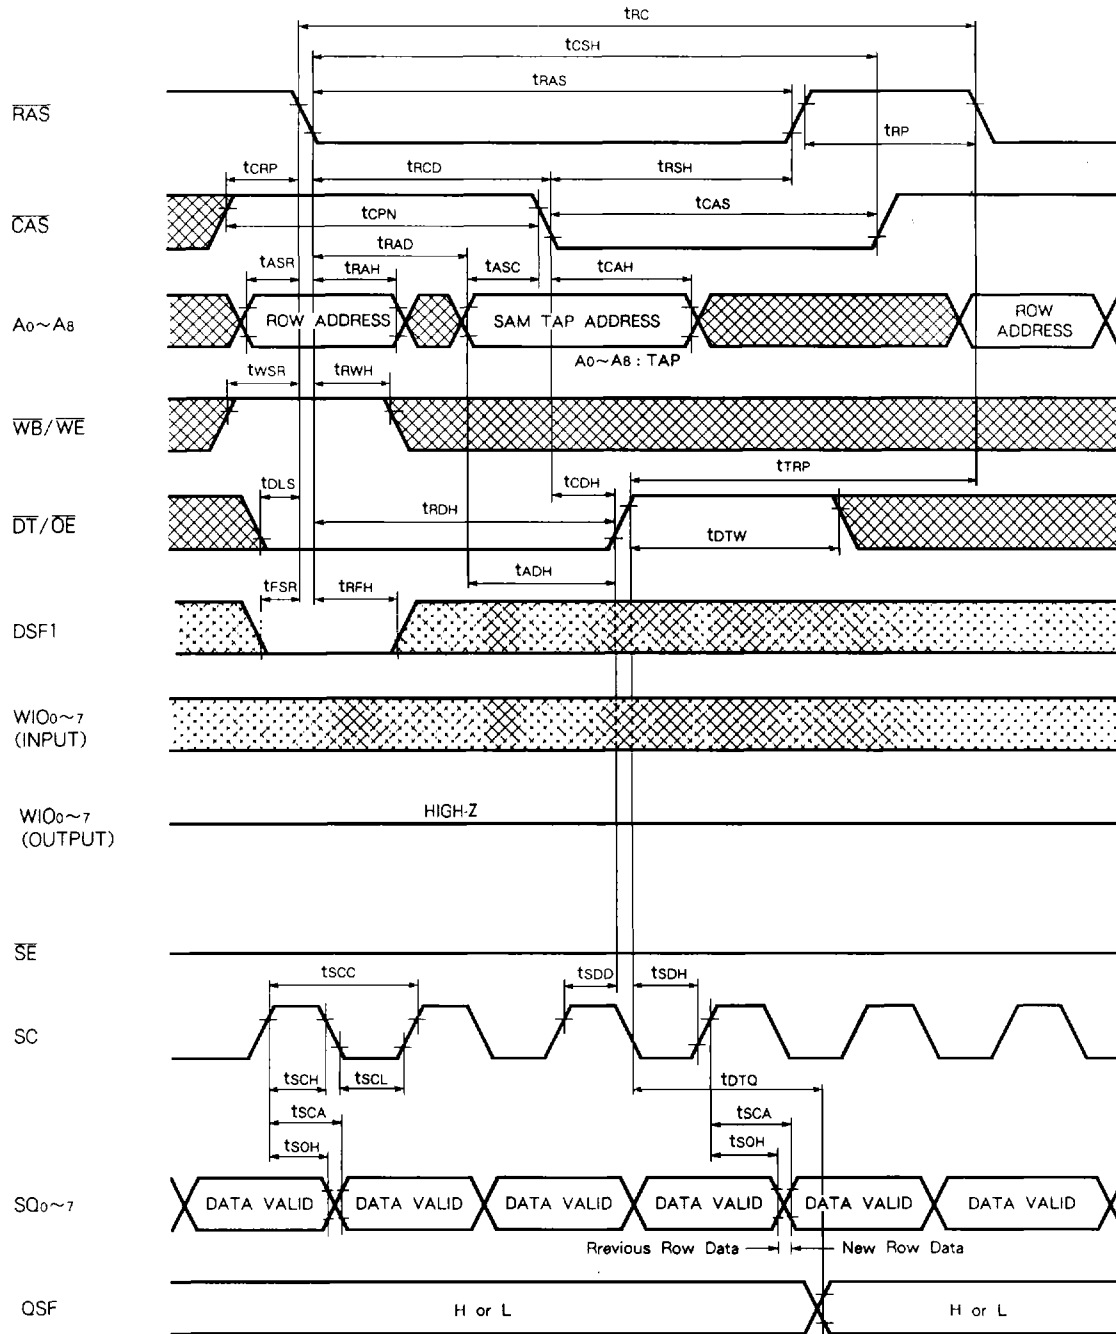 tRC
tCSH
tRAS
RAS
tRP
tCRP
tRCD
tRSH
CAS
tCPN
tCAS
tRAD
tASR
tRAH
tASC
tCAH
A0~A8
ROW ADDRESS
SAM TAP ADDRESS
ROW
ADDRESS
A0~A8 : TAP
tWSR
tRWH
WB/WE
tTRP
tDLS
tCDH
tRDH
DT/OE
tDTW
tADH
tFSR
tRFH
DSF1
WIO0~7
(INPUT)
HIGH-Z
WIO0~7
(OUTPUT)
SE
tSCC
tSDD
tSDH
SC
tSCH
tSCL
tDTQ
tSCA
tSCA
tSOH
tSOH
SQ0~7
DATA VALID
DATA VALID
DATA VALID
DATA VALID
DATA VALID
DATA VALID
Rrevious Row Data
New Row Data
QSF
H or L
H or L